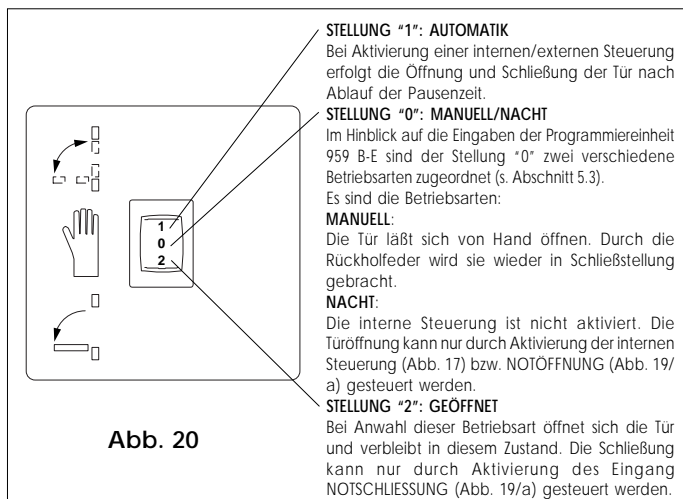 STELLUNG "1": AUTOMATIK
Bei Aktivierung einer internen/externen Steuerung
erfolgt die Öffnung und Schließung der Tür nach
Ablauf der Pausenzeit.
STELLUNG "0": MANUELL/NACHT
Im Hinblick auf die Eingaben der Programmiereinheit
959 B-E sind der Stellung "0" zwei verschiedene
Betriebsarten zugeordnet (s. Abschnitt 5.3).
Es sind die Betriebsarten:
MANUELL:
Die Tür läßt sich von Hand öffnen. Durch die
Rückholfeder wird sie wieder in Schließstellung
gebracht.
NACHT:
Die interne Steuerung ist nicht aktiviert. Die
Türöffnung kann nur durch Aktivierung der internen
Steuerung (Abb. 17) bzw. NOTÖFFNUNG (Abb. 19/
a) gesteuert werden.
STELLUNG "2": GEÖFFNET
Bei Anwahl dieser Betriebsart öffnet sich die Tür
und verbleibt in diesem Zustand. Die Schließung
kann nur durch Aktivierung des Eingang
NOTSCHLIESSUNG (Abb. 19/a) gesteuert werden.
1
0
2
Abb. 20